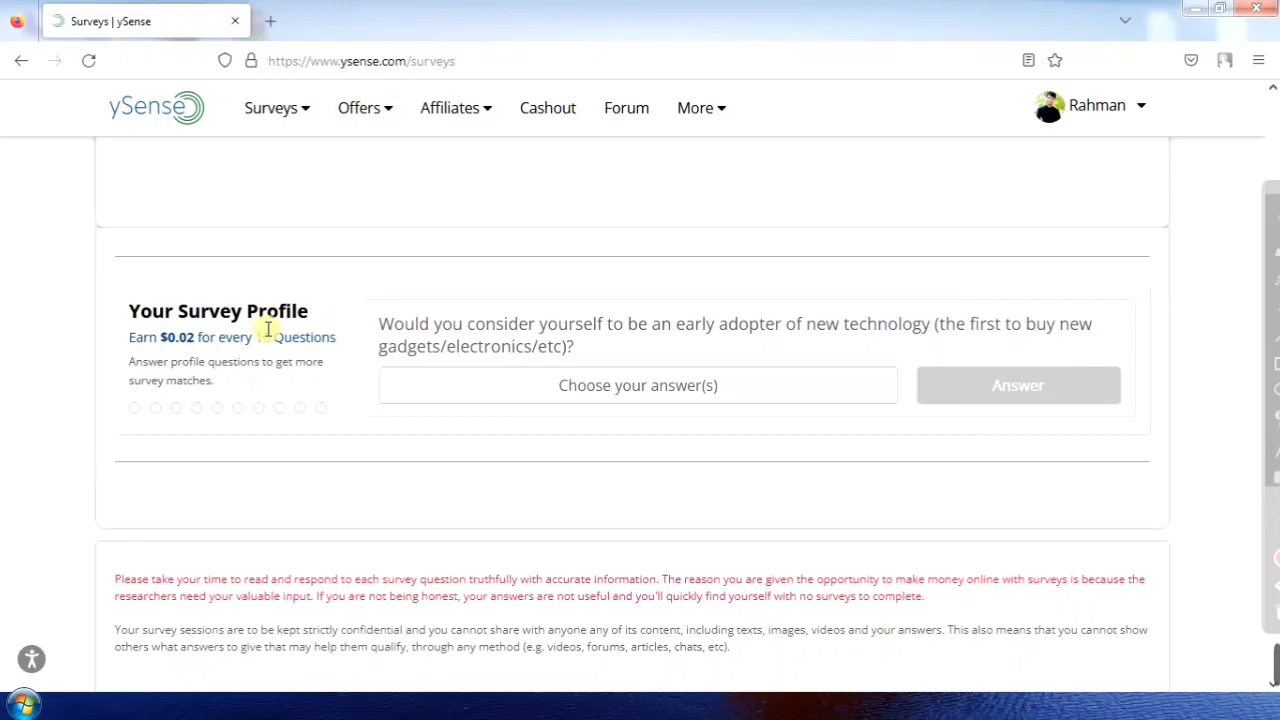 Surveys | ySense
https://www.ysense.com/surveys
ySense
Surveys
Offers
Affiliates
Cashout
Forum
More
Rahman
Your Survey Profile
Earn $0.02 for every Questions
Answer profile questions to get more
survey matches.
Would you consider yourself to be an early adopter of new technology (the first to buy new
gadgets/electronics/etc)?
Choose your answer(s)
Answer
Please take your time to read and respond to each survey question truthfully with accurate information. The reason you are given the opportunity to make money online with surveys is because the
researchers need your valuable input. If you are not being honest, your answers are not useful and you'll quickly find yourself with no surveys to complete.
Your survey sessions are to be kept strictly confidential and you cannot share with anyone any of its content, including texts, images, videos and your answers. This also means that you cannot show
others what answers to give that may help them qualify, through any method (e.g. videos, forums, articles, chats, etc).